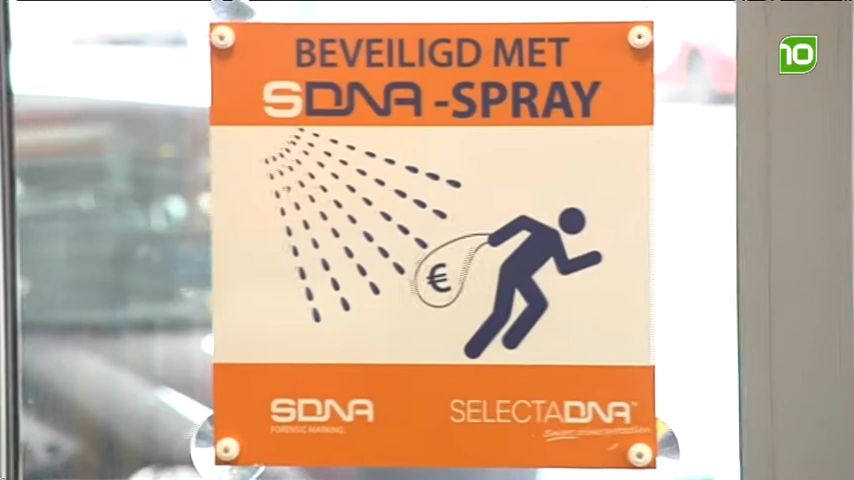 10
BEVEILIGD MET
SDNA-SPRAY
€
SDNA
FORENSIC MARKING
SELECTADNA™